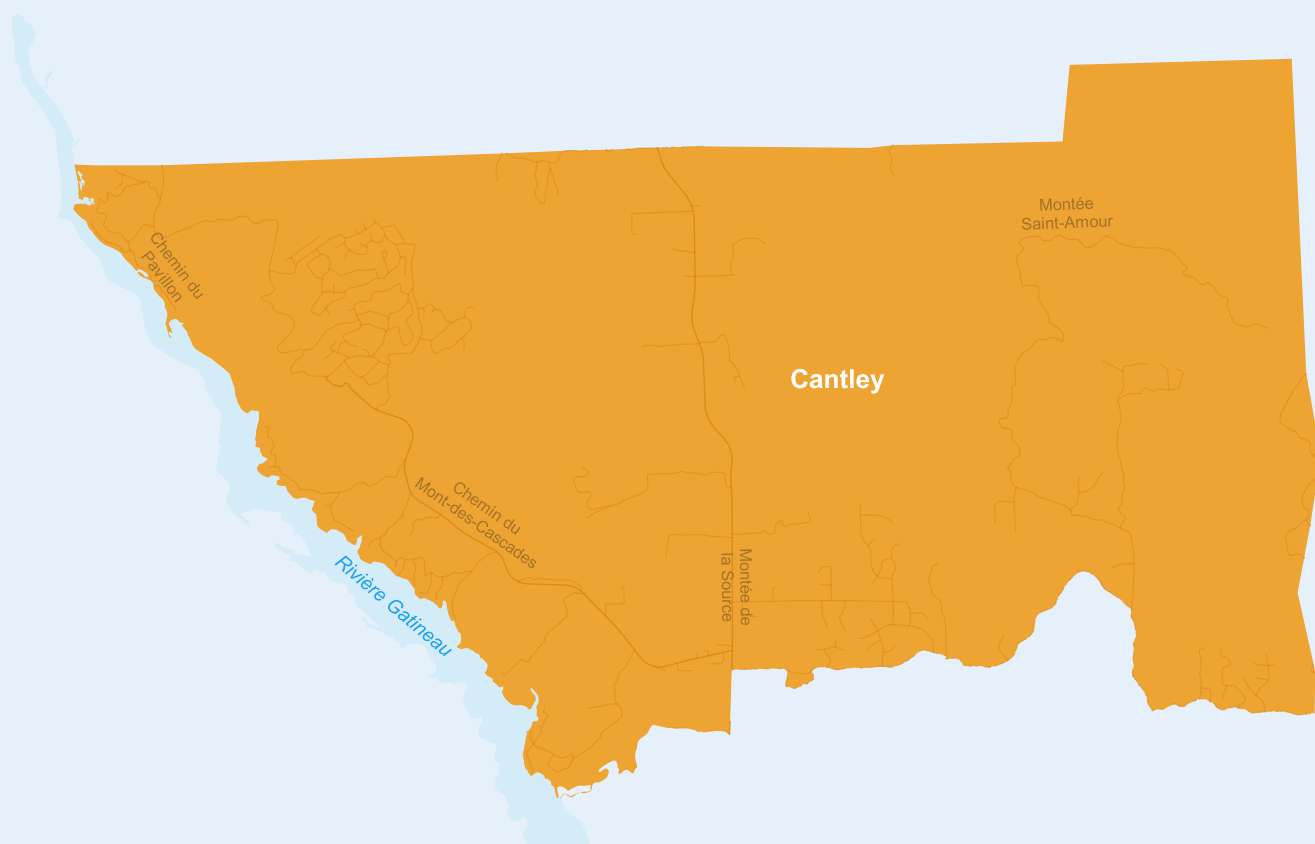 Montée
Saint-Amour
Chemin du
Pavillon
Cantley
Chemin du
Mont-des-Cascades
Montée de
la Source
Rivière Gatineau